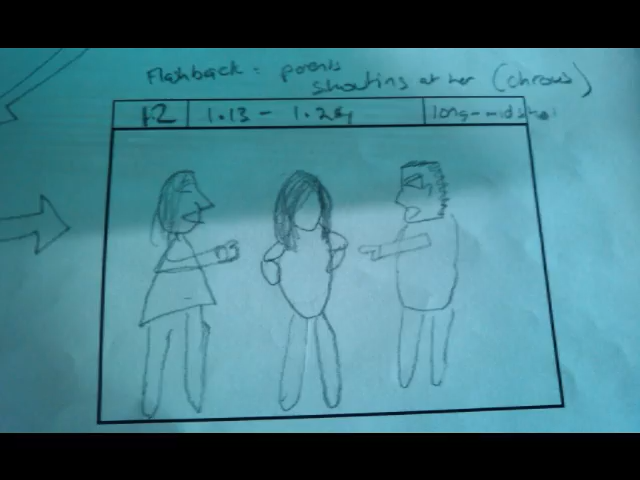 Flashback : parents
shouting at her (chorus)
12 1.13 - 1.24 long-mid shot